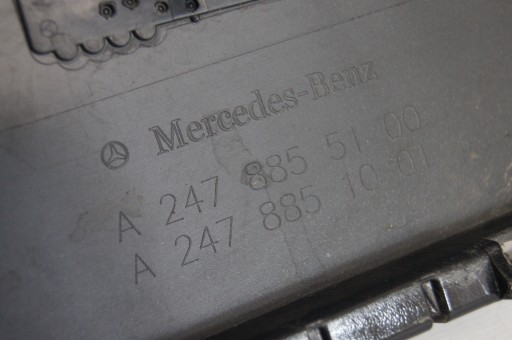 Mercedes-Benz
A 247 885 51 00
A 247 885 10 01